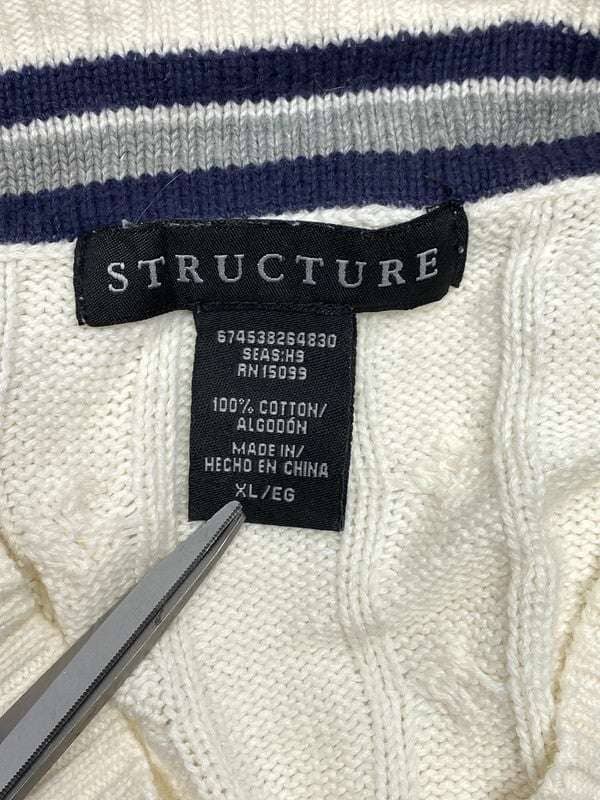 STRUCTURE
674538264830
SEAS:H9
RN 15099
100% COTTON/
ALGODÓN
MADE IN/
HECHO EN CHINA
XL/EG